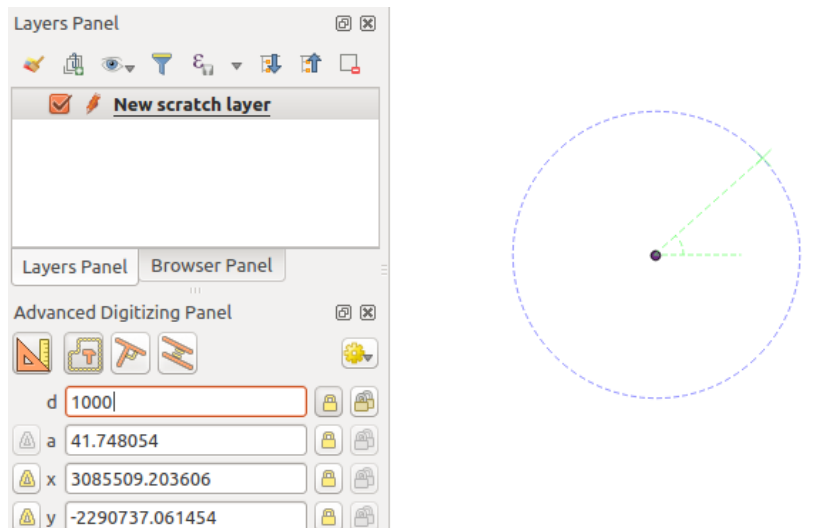 Layers Panel
New scratch layer
Layers Panel Browser Panel
Advanced Digitizing Panel
d 1000
a 41.748054
x 3085509.203606
y -2290737.061454